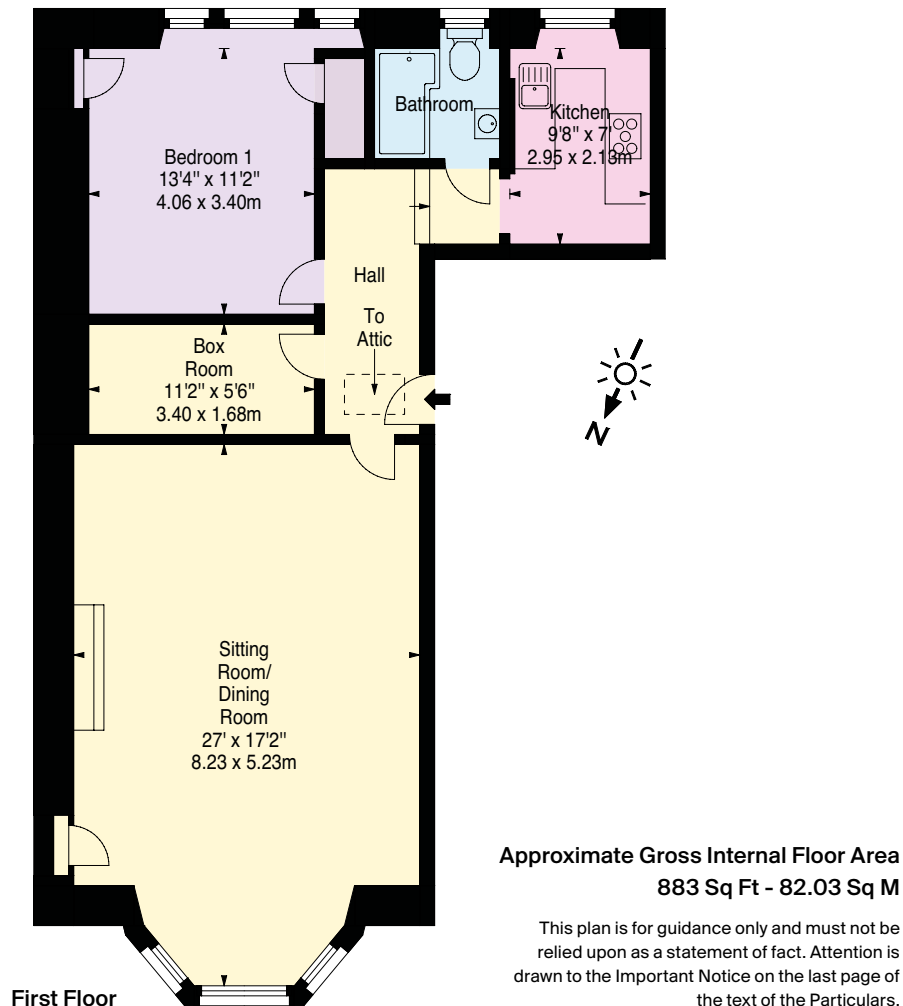 Bedroom 1
13'4" x 11'2"
4.06 x 3.40m
Bathroom
Kitchen
9'8" x 7'
2.95 x 2.13m
Hall
To
Attic
Box
Room
11'2" x 5'6"
3.40 x 1.68m
N
Sitting
Room/
Dining
Room
27' x 17'2"
8.23 x 5.23m
Approximate Gross Internal Floor Area
883 Sq Ft - 82.03 Sq M
This plan is for guidance only and must not be
relied upon as a statement of fact. Attention is
drawn to the Important Notice on the last page of
the text of the Particulars.
First Floor